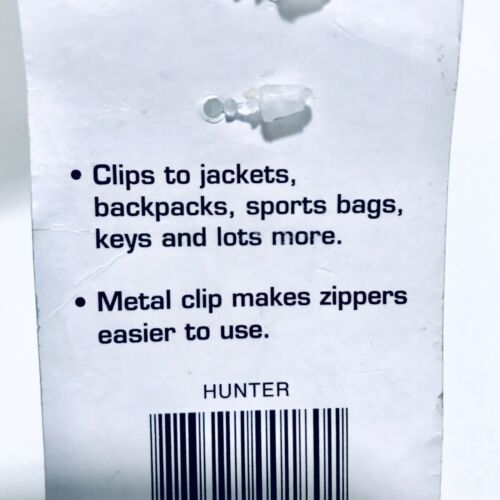 • Clips to jackets,
backpacks, sports bags,
keys and lots more.
• Metal clip makes zippers
easier to use.
HUNTER